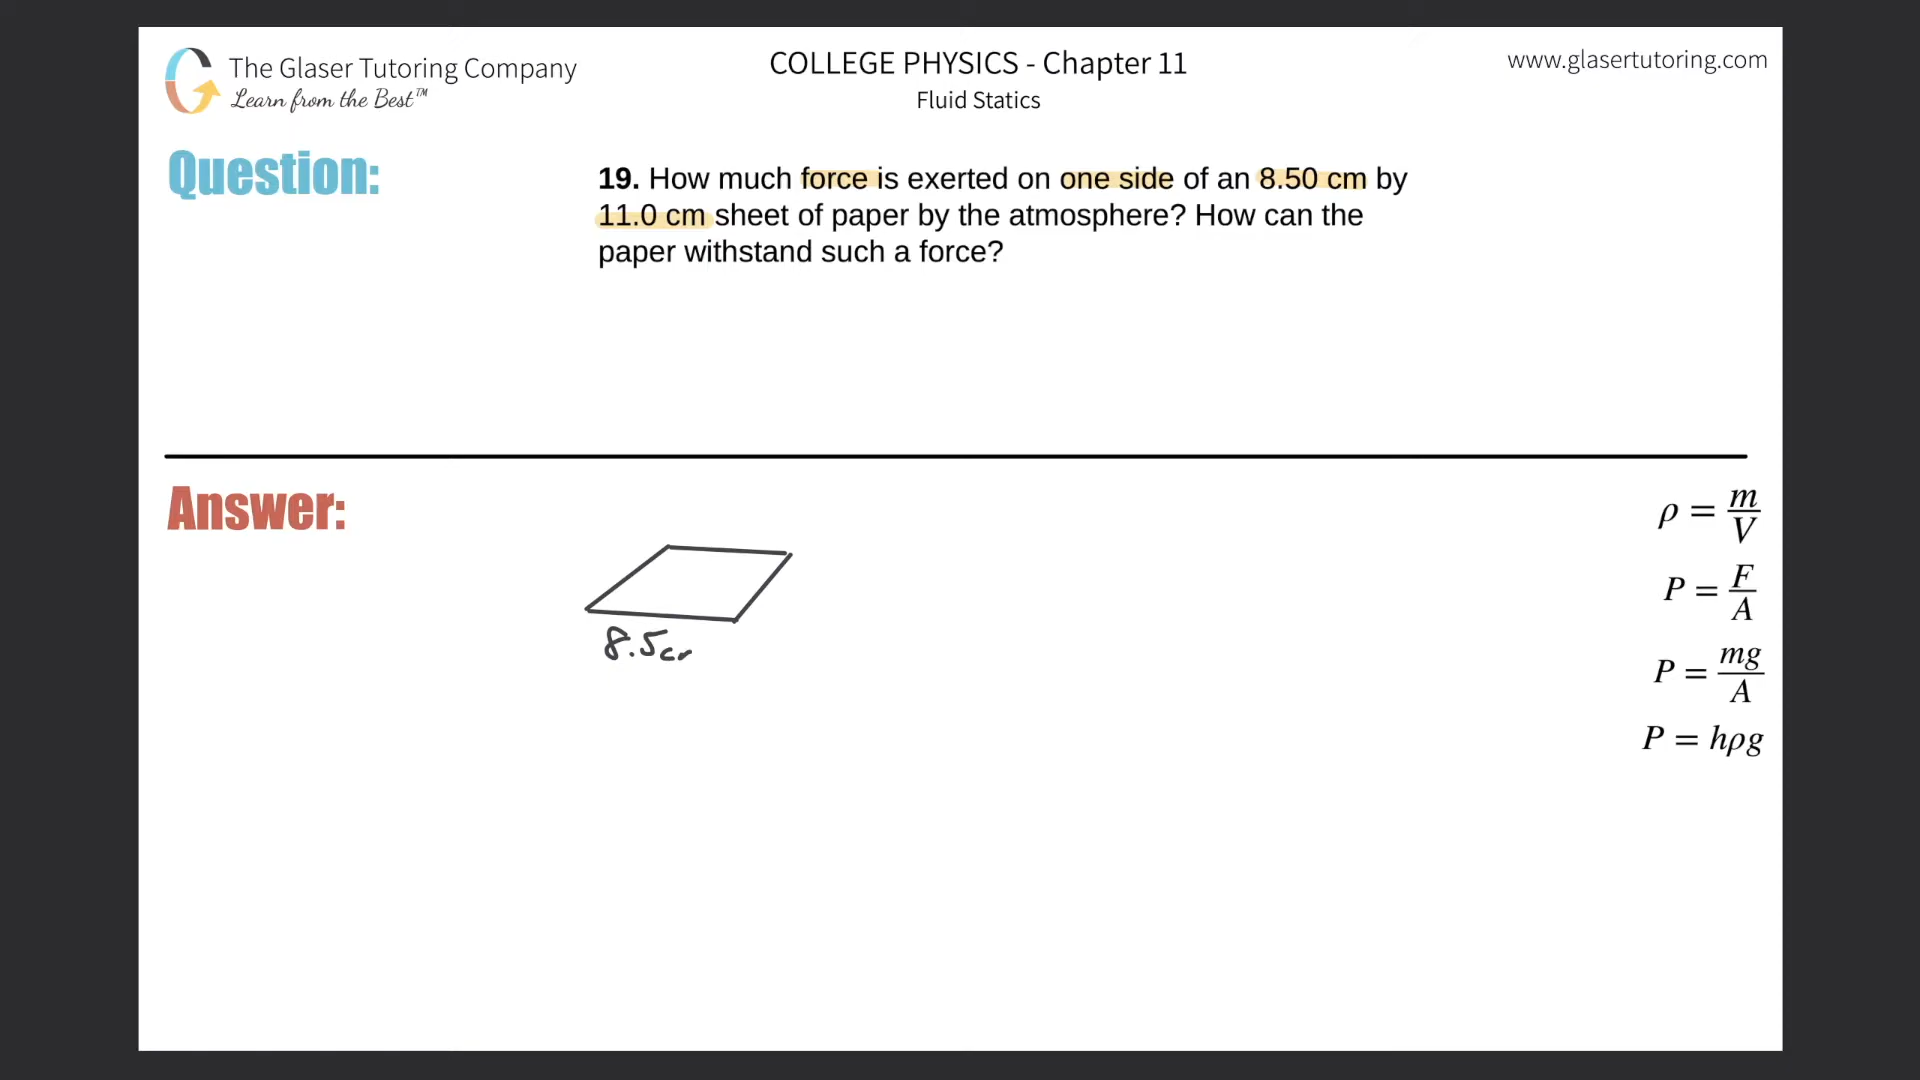 The Glaser Tutoring Company
Learn from the Best™
COLLEGE PHYSICS - Chapter 11
Fluid Statics
www.glasertutoring.com
Question:
19. How much force is exerted on one side of an 8.50 cm by
11.0 cm sheet of paper by the atmosphere? How can the
paper withstand such a force?
Answer:
8.5cm
ρ = m/V
P = F/A
P = mg/A
P = hρg